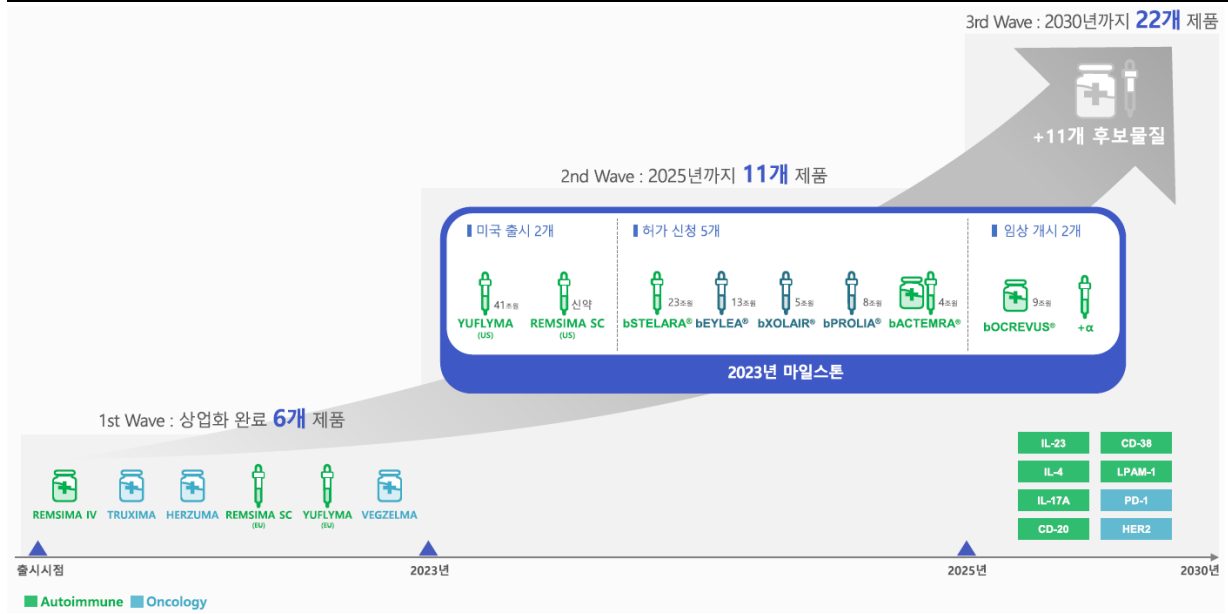 3rd Wave : 2030년까지 22개 제품
+11개 후보물질
2nd Wave : 2025년까지 11개 제품
미국 출시 2개
허가 신청 5개
임상 개시 2개
41조원
신약
23조원
13조원
5조원
8조원
4조원
9조원
YUFLYMA
(US)
REMSIMA SC
(US)
bSTELARA®
bEYLEA®
bXOLAIR®
bPROLIA®
bACTEMRA®
bOCREVUS®
+α
2023년 마일스톤
1st Wave : 상업화 완료 6개 제품
REMSIMA IV
TRUXIMA
HERZUMA
REMSIMA SC
(EU)
YUFLYMA
(EU)
VEGZELMA
IL-23
CD-38
IL-4
LPAM-1
IL-17A
PD-1
CD-20
HER2
출시시점
2023년
2025년
2030년
Autoimmune
Oncology